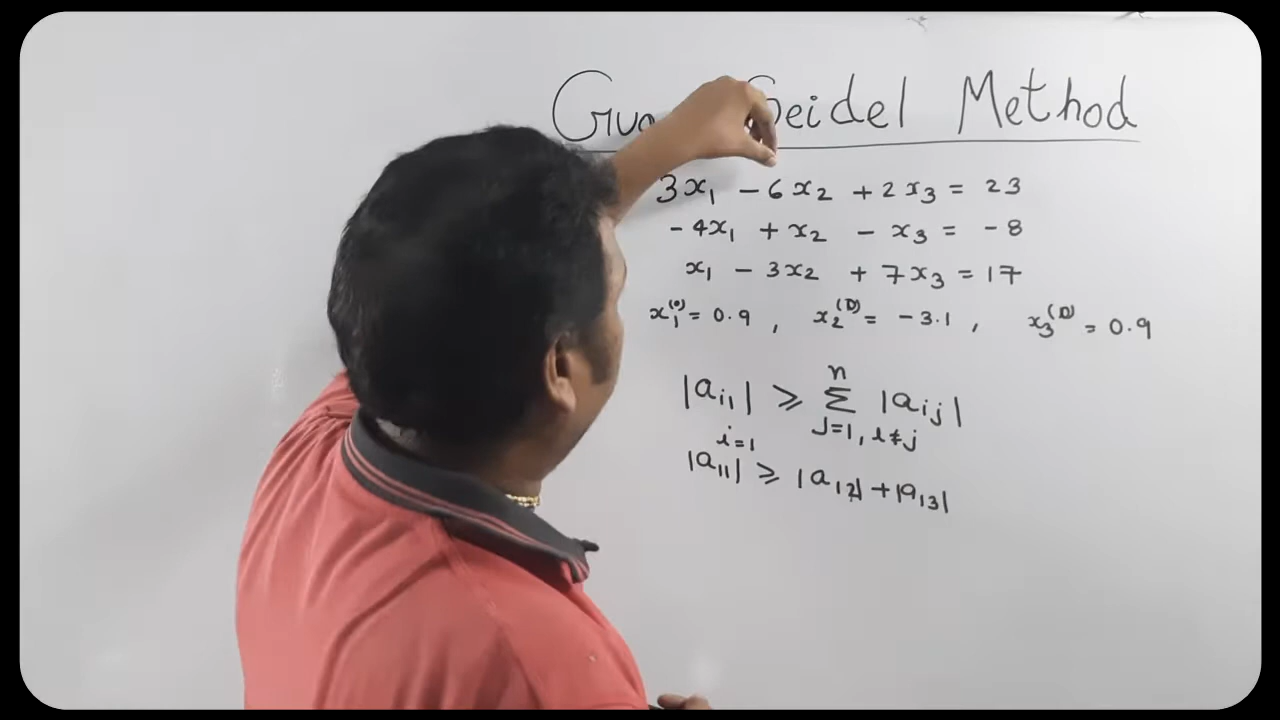 Seidel Method
3x₁ - 6x₂ + 2x₃ = 23
-4x₁ + x₂ - x₃ = -8
x₁ - 3x₂ + 7x₃ = 17
x₁⁽⁰⁾ = 0.9 , x₂⁽⁰⁾ = -3.1 , x₃⁽⁰⁾ = 0.9
n
|aᵢ₁| ⩾ Σ |aᵢⱼ|
i=1 J=1, i≠j
|a₁₁| ⩾ |a₁₂| + |a₁₃|